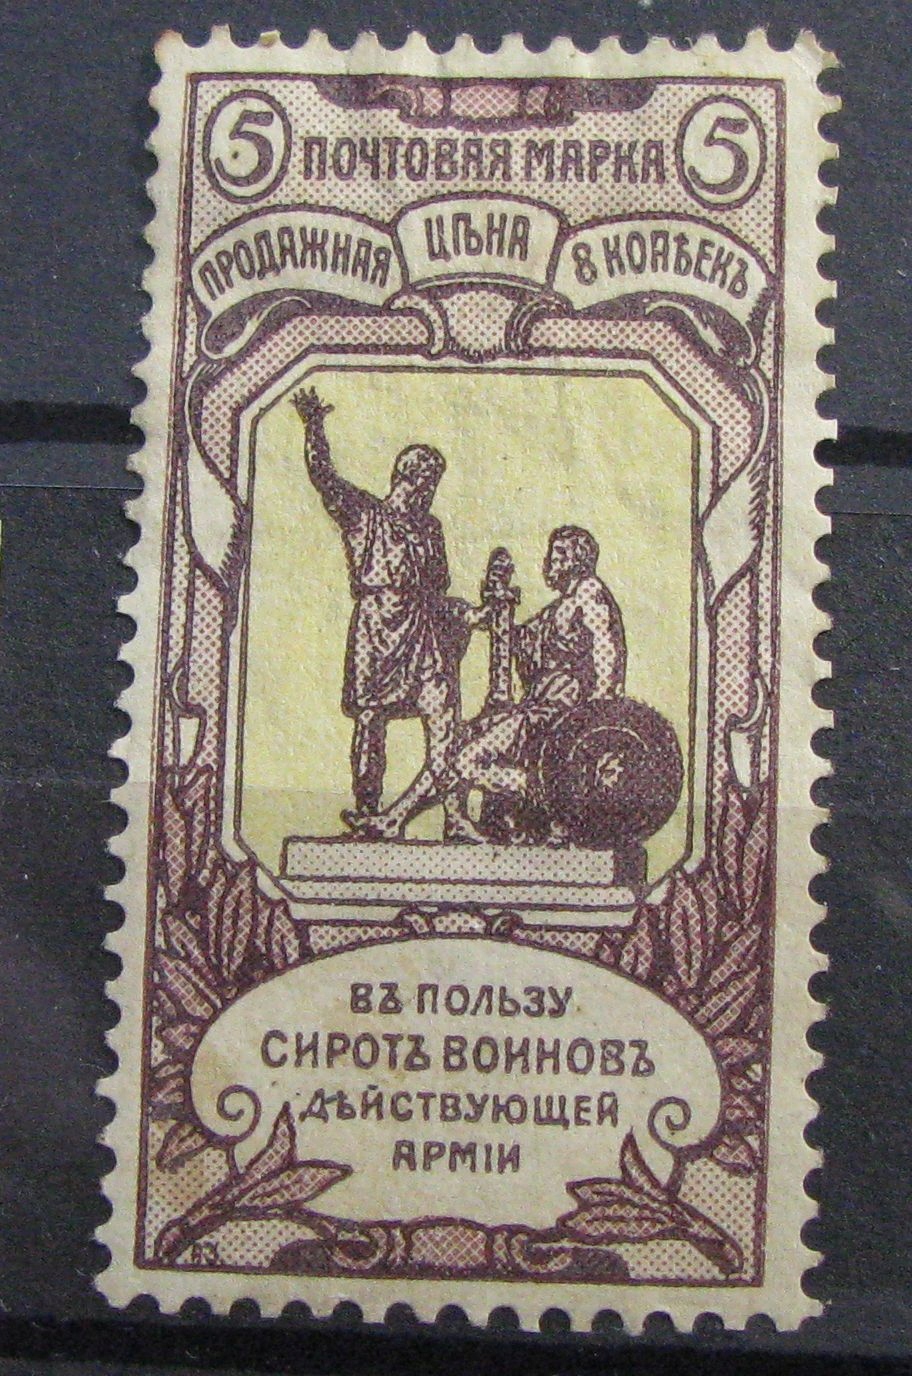 5 ПОЧТОВАЯ МАРКА 5
ПРОДАЖНАЯ ЦѢНА 8 КОПѢЕКЪ
ВЪ ПОЛЬЗУ
СИРОТЪ ВОИНОВЪ
ДѢЙСТВУЮЩЕЙ
АРМІИ